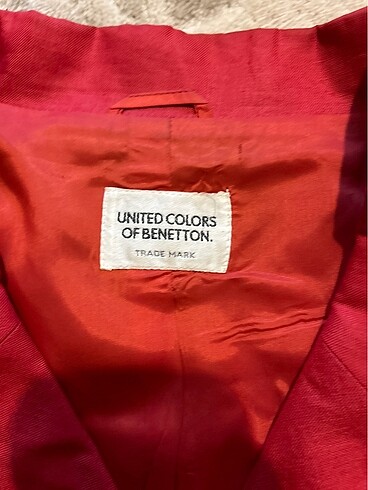 UNITED COLORS
OF BENETTON.
TRADE MARK